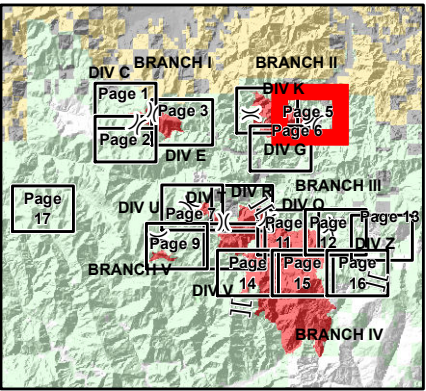 BRANCH I
BRANCH II
DIV C
DIV K
Page 1
Page 3
Page 5
Page 6
Page 2
DIV E
DIV G
BRANCH III
DIV R
Page
17
DIV U
Page 7
DIV Q
Page 13
Page
11
Page
12
Page 9
DIV Z
BRANCH V
Page
14
Page
15
Page
16
DIV V
BRANCH IV